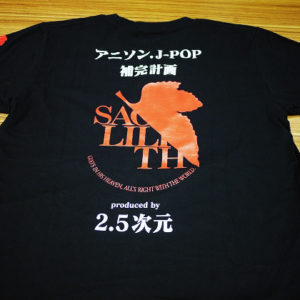 アニソン.J-POP
補完計画
SAC
LILI
TH
GOD'S IN HIS HEAVEN, ALL'S RIGHT WITH THE WORLD.
produced by
2.5次元